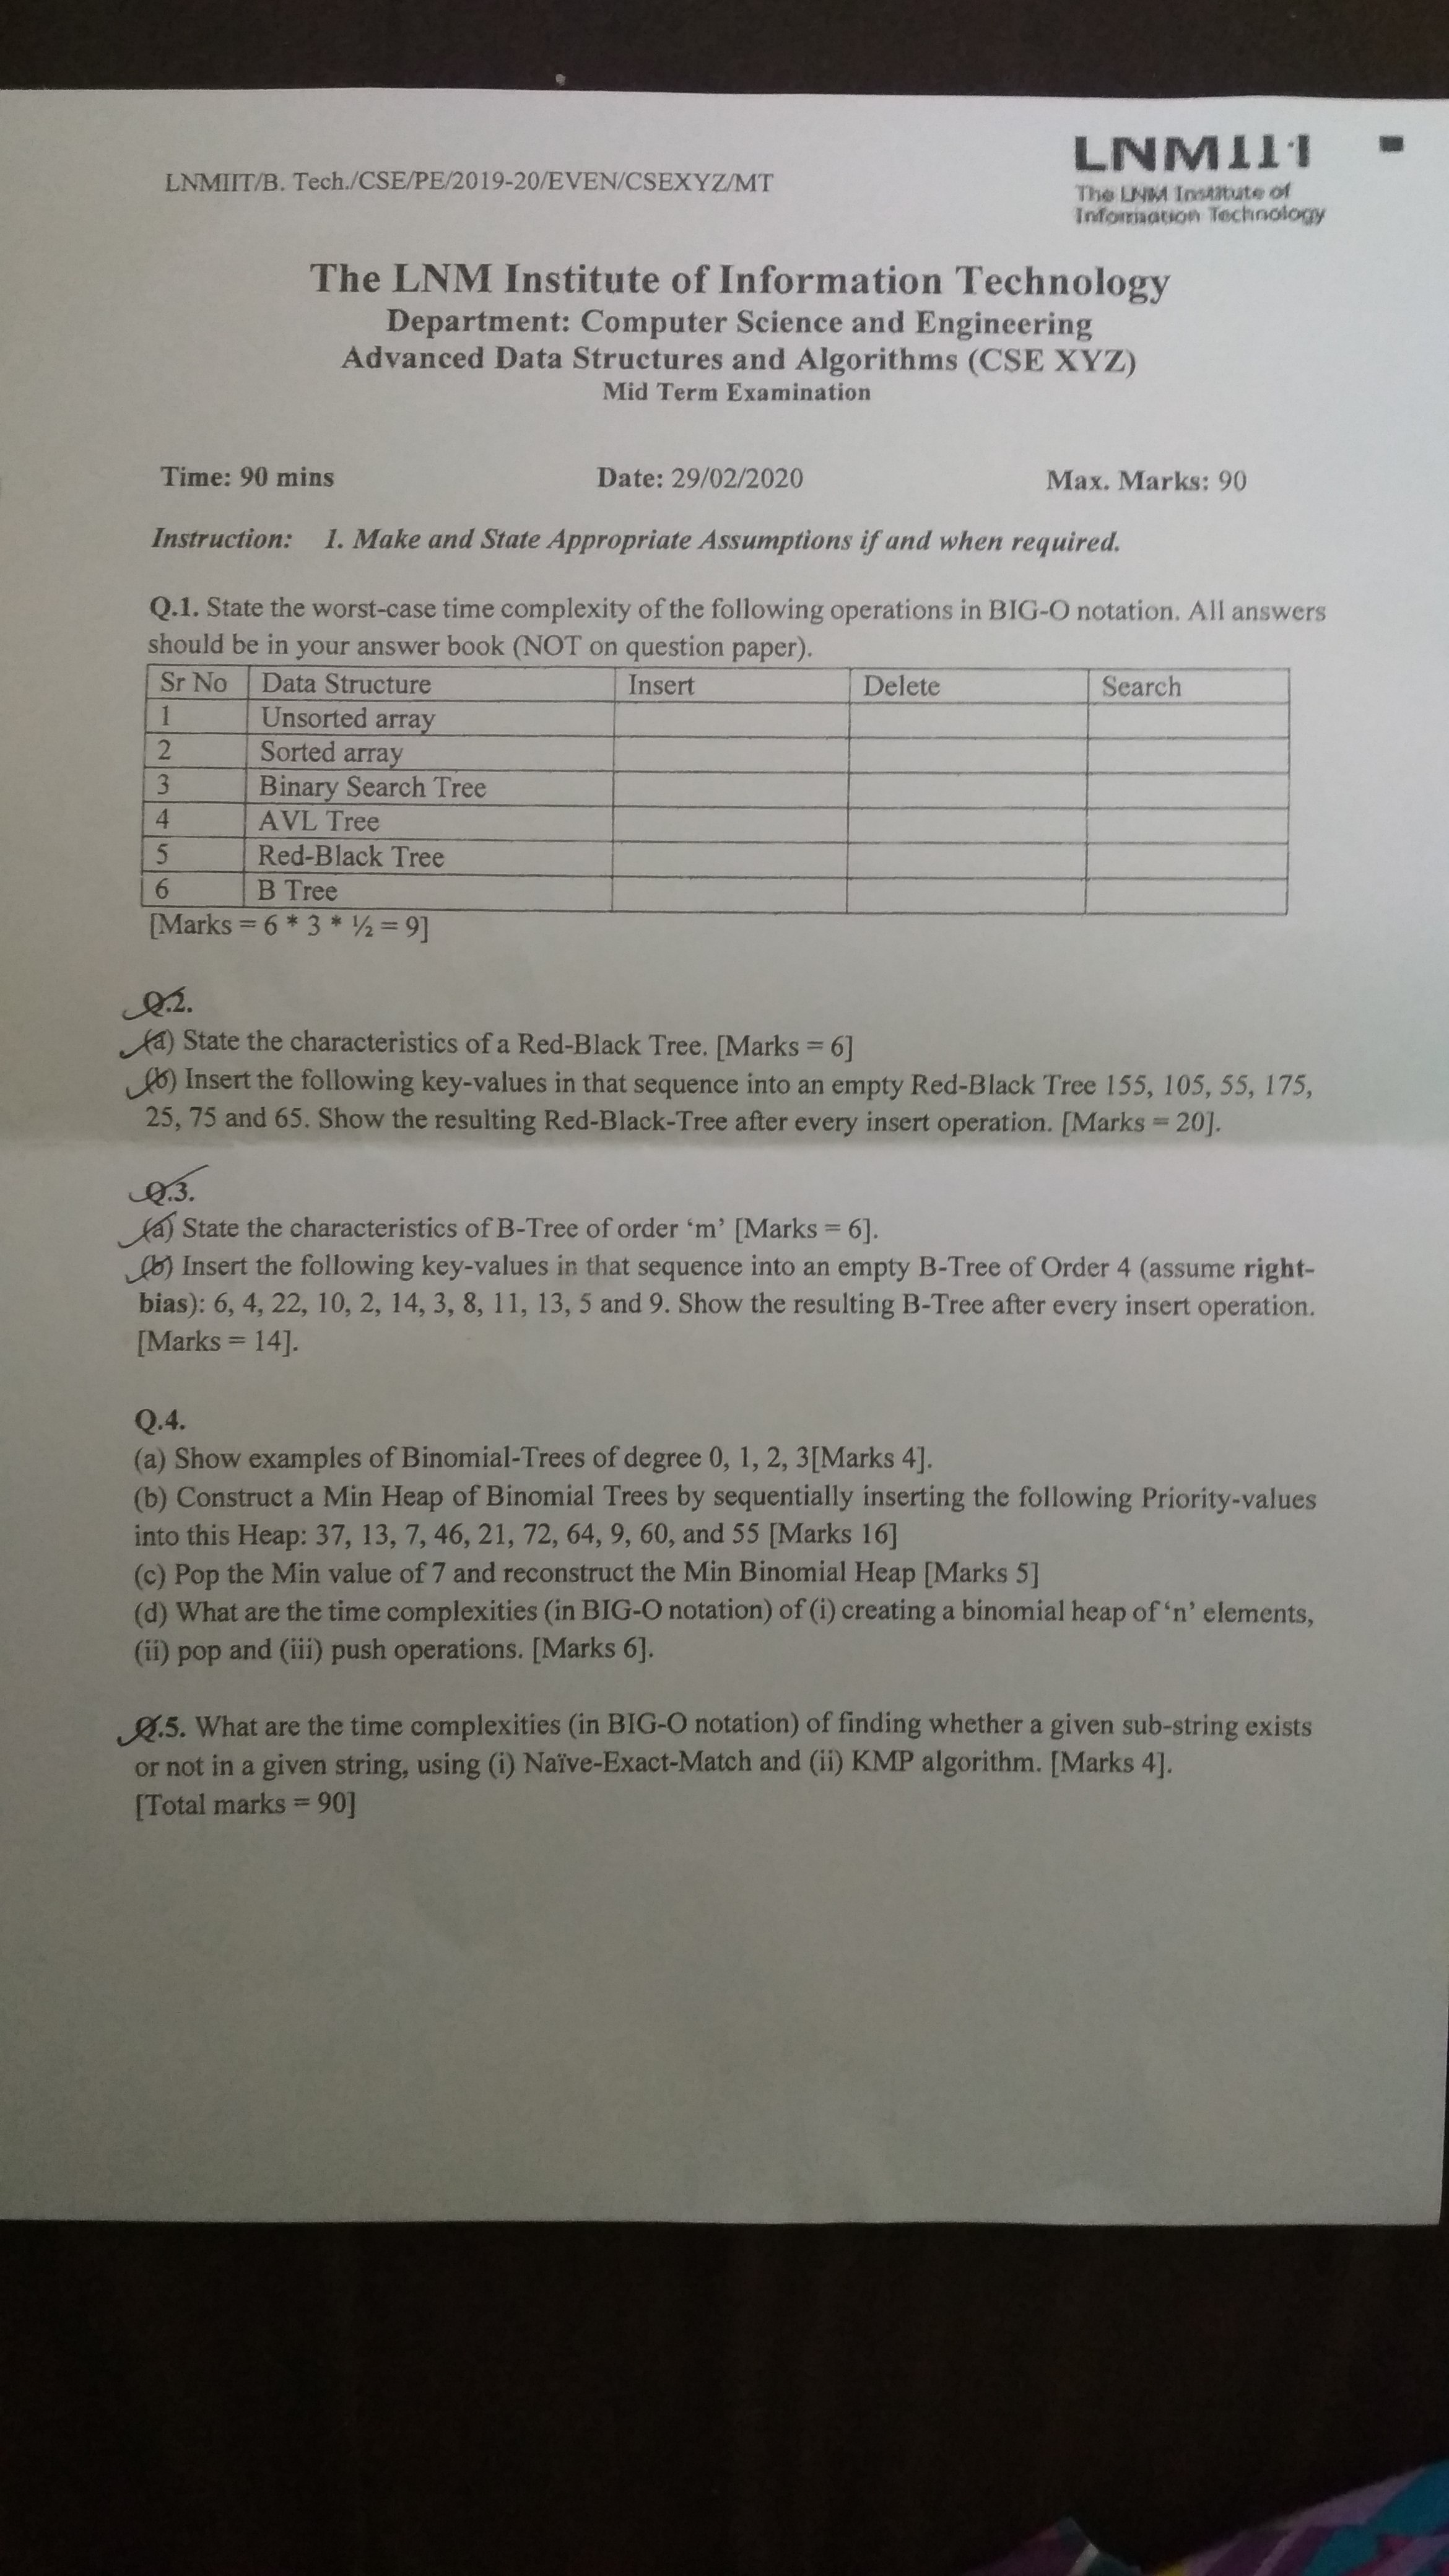 LNMIIT/B. Tech./CSE/PE/2019-20/EVEN/CSEXYZ/MT
LNMIIT
The LNM Institute of
Information Technology
The LNM Institute of Information Technology
Department: Computer Science and Engineering
Advanced Data Structures and Algorithms (CSE XYZ)
Mid Term Examination
Time: 90 mins Date: 29/02/2020 Max. Marks: 90
Instruction: 1. Make and State Appropriate Assumptions if and when required.
Q.1. State the worst-case time complexity of the following operations in BIG-O notation. All answers
should be in your answer book (NOT on question paper).
Sr No Data Structure Insert Delete Search
1 Unsorted array
2 Sorted array
3 Binary Search Tree
4 AVL Tree
5 Red-Black Tree
6 B Tree
[Marks = 6 * 3 * ½ = 9]
Q.2.
(a) State the characteristics of a Red-Black Tree. [Marks = 6]
(b) Insert the following key-values in that sequence into an empty Red-Black Tree 155, 105, 55, 175,
25, 75 and 65. Show the resulting Red-Black-Tree after every insert operation. [Marks = 20].
Q.3.
(a) State the characteristics of B-Tree of order ‘m’ [Marks = 6].
(b) Insert the following key-values in that sequence into an empty B-Tree of Order 4 (assume right-
bias): 6, 4, 22, 10, 2, 14, 3, 8, 11, 13, 5 and 9. Show the resulting B-Tree after every insert operation.
[Marks = 14].
Q.4.
(a) Show examples of Binomial-Trees of degree 0, 1, 2, 3[Marks 4].
(b) Construct a Min Heap of Binomial Trees by sequentially inserting the following Priority-values
into this Heap: 37, 13, 7, 46, 21, 72, 64, 9, 60, and 55 [Marks 16]
(c) Pop the Min value of 7 and reconstruct the Min Binomial Heap [Marks 5]
(d) What are the time complexities (in BIG-O notation) of (i) creating a binomial heap of ‘n’ elements,
(ii) pop and (iii) push operations. [Marks 6].
Q.5. What are the time complexities (in BIG-O notation) of finding whether a given sub-string exists
or not in a given string, using (i) Naïve-Exact-Match and (ii) KMP algorithm. [Marks 4].
[Total marks = 90]